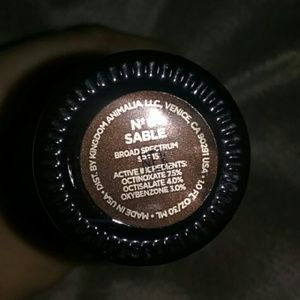 DIST. BY KINGDOM ANIMALIA, LLC, VENICE, CA 90291 USA • 1.0 FL OZ/30 ML • MADE IN USA •
Nº
SABLE
BROAD SPECTRUM
SPF 15
ACTIVE INGREDIENTS:
OCTINOXATE 7.5%
OCTISALATE 4.0%
OXYBENZONE 3.0%